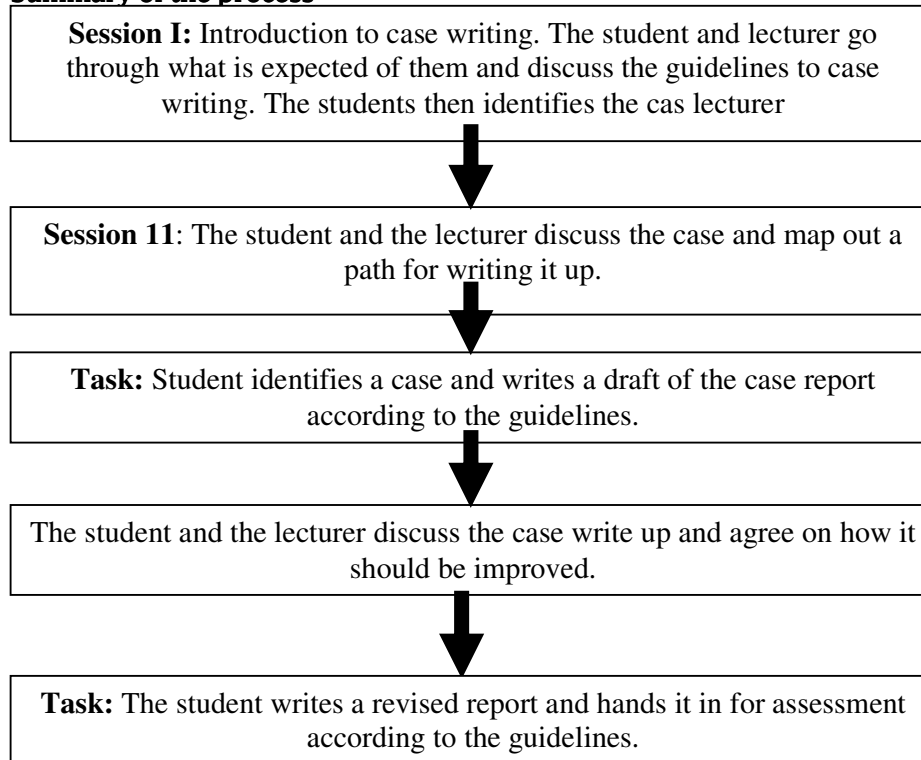 Summary of the process
Session I: Introduction to case writing. The student and lecturer go
through what is expected of them and discuss the guidelines to case
writing. The students then identifies the cas lecturer
Session 11: The student and the lecturer discuss the case and map out a
path for writing it up.
Task: Student identifies a case and writes a draft of the case report
according to the guidelines.
The student and the lecturer discuss the case write up and agree on how it
should be improved.
Task: The student writes a revised report and hands it in for assessment
according to the guidelines.